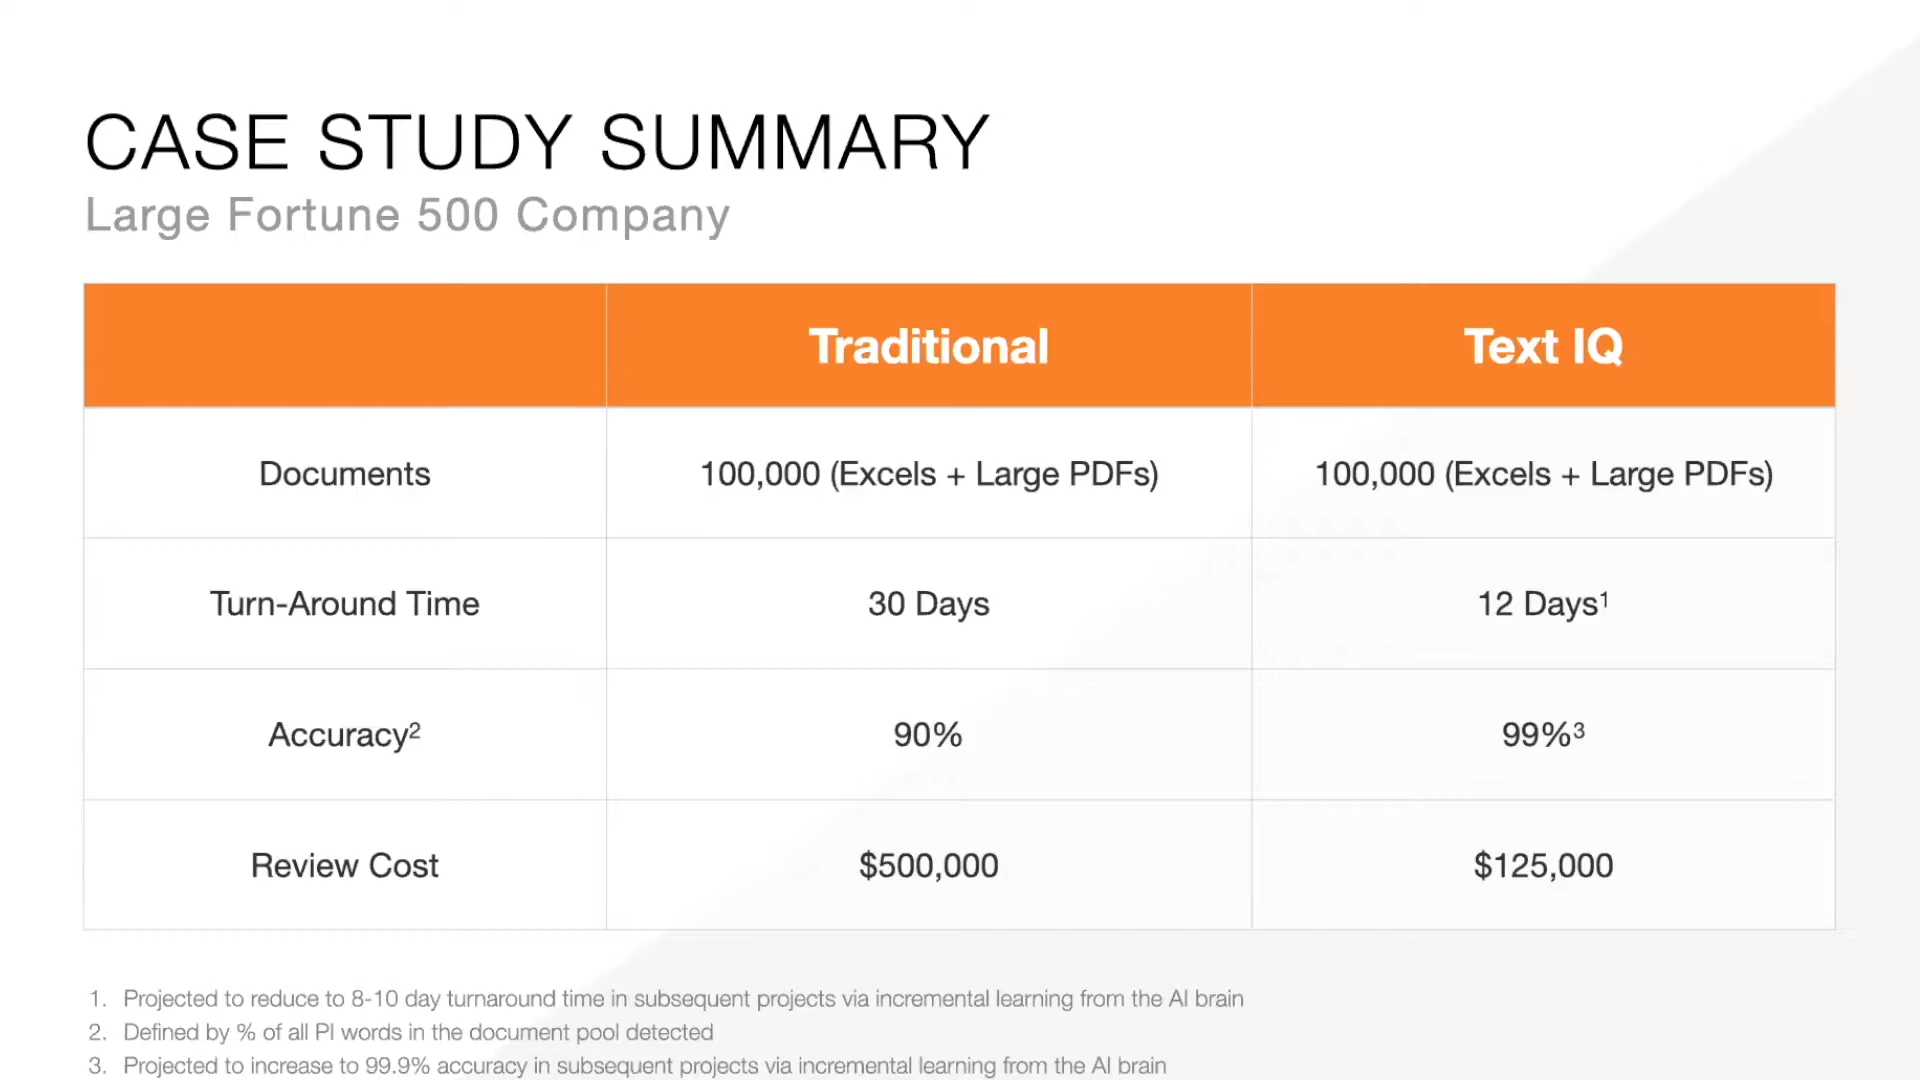 CASE STUDY SUMMARY
Large Fortune 500 Company
Traditional Text IQ
Documents 100,000 (Excels + Large PDFs) 100,000 (Excels + Large PDFs)
Turn-Around Time 30 Days 12 Days¹
Accuracy² 90% 99%³
Review Cost $500,000 $125,000
1. Projected to reduce to 8-10 day turnaround time in subsequent projects via incremental learning from the AI brain
2. Defined by % of all PI words in the document pool detected
3. Projected to increase to 99.9% accuracy in subsequent projects via incremental learning from the AI brain